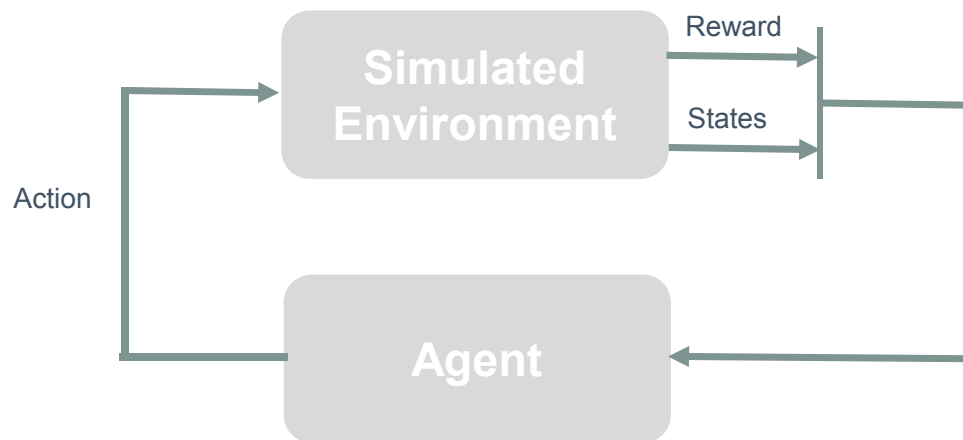 Reward
Simulated
Environment
States
Action
Agent